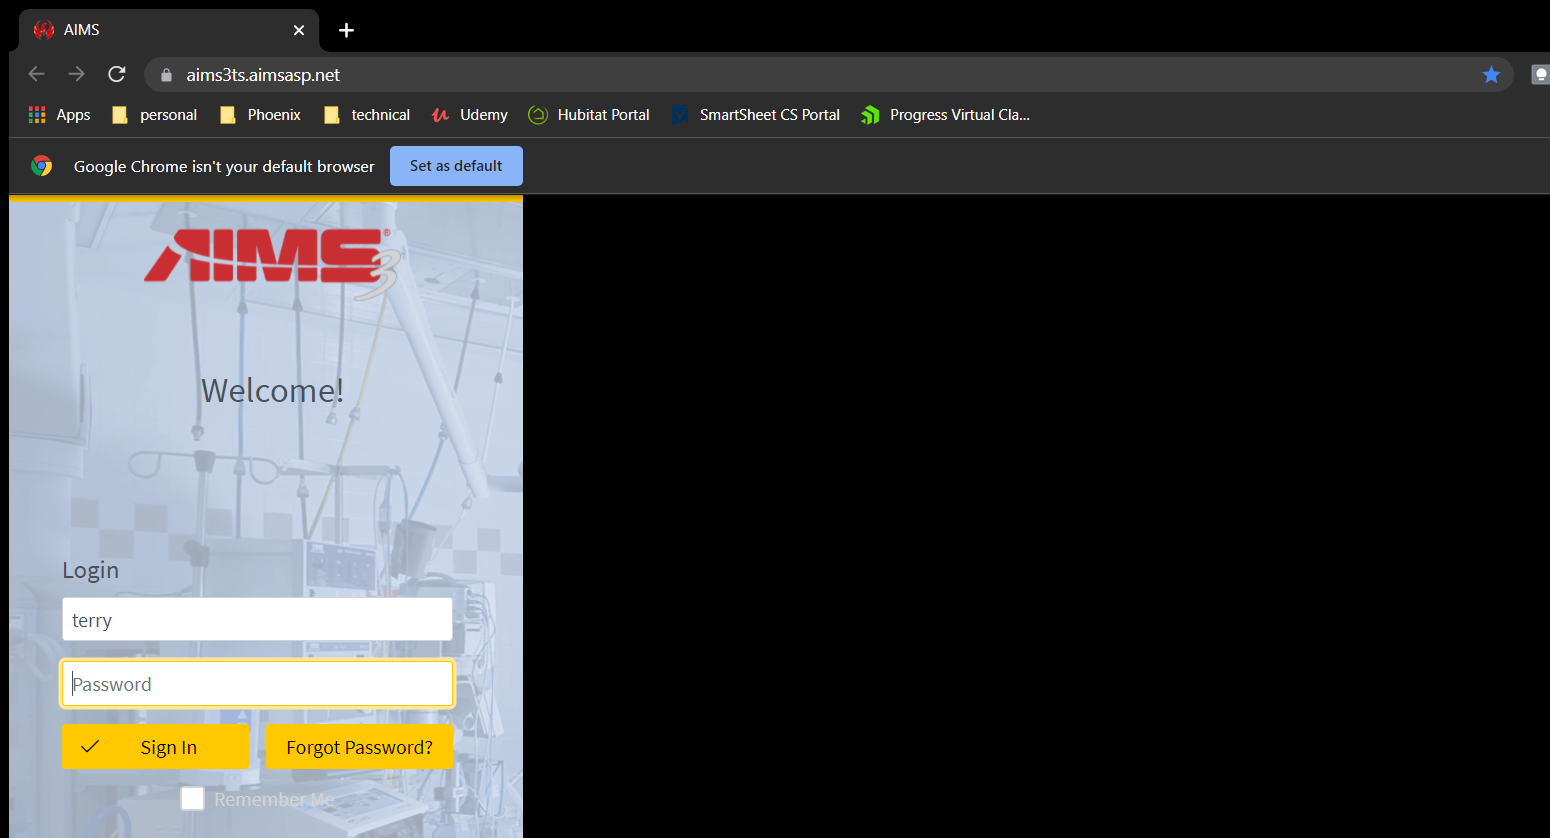 AIMS
aims3ts.aimsasp.net
Apps personal Phoenix technical Udemy Hubitat Portal SmartSheet CS Portal Progress Virtual Cla...
Google Chrome isn't your default browser Set as default
AIMS® 3
Welcome!
Login
terry
Password
Sign In Forgot Password?
Remember Me